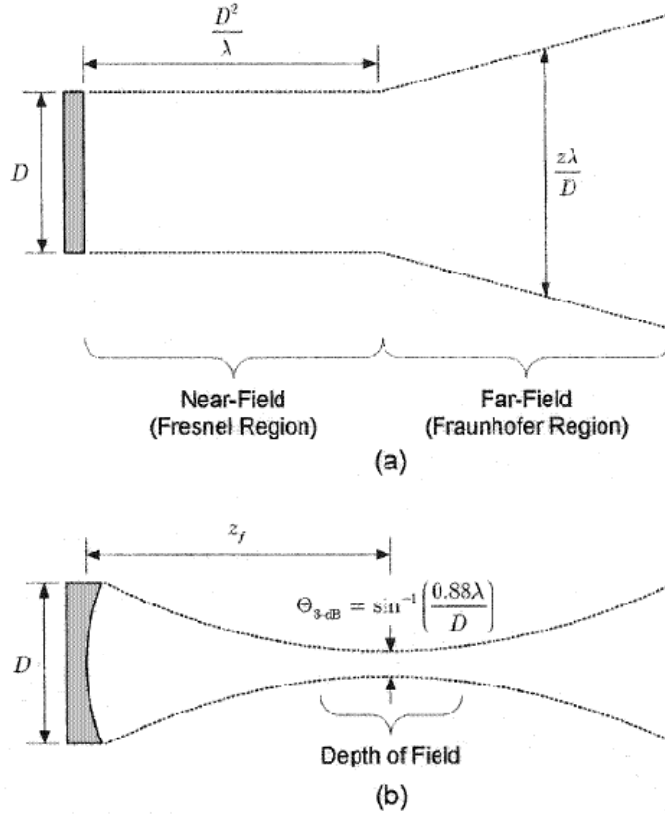 D²/λ
D
zλ/D
Near-Field
(Fresnel Region)
Far-Field
(Fraunhofer Region)
(a)
z_f
Θ_3-dB = sin⁻¹(0.88λ/D)
D
Depth of Field
(b)